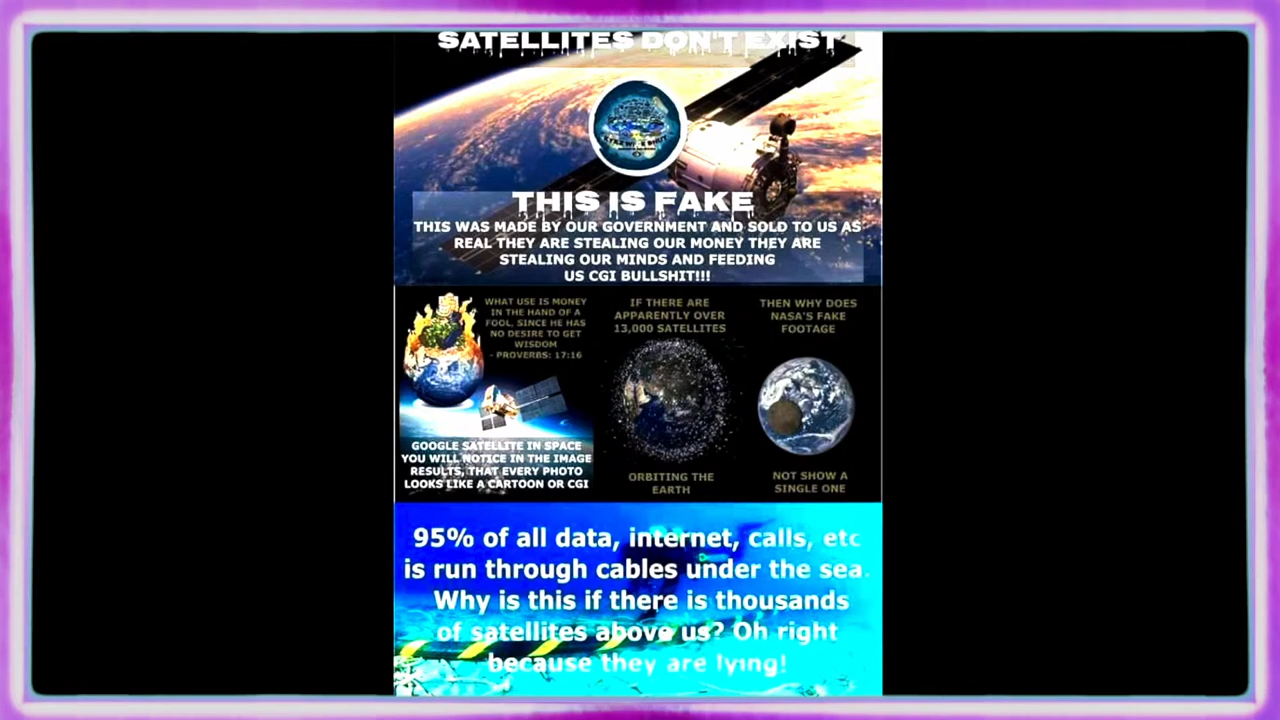 SATELLITES DON'T EXIST
THIS IS FAKE
THIS WAS MADE BY OUR GOVERNMENT AND SOLD TO US AS
REAL THEY ARE STEALING OUR MONEY THEY ARE
STEALING OUR MINDS AND FEEDING
US CGI BULLSHIT!!!
WHAT USE IS MONEY
IN THE HAND OF A
FOOL, SINCE HE HAS
NO DESIRE TO GET
WISDOM
- PROVERBS: 17:16
GOOGLE SATELLITE IN SPACE
YOU WILL NOTICE IN THE IMAGE
RESULTS, THAT EVERY PHOTO
LOOKS LIKE A CARTOON OR CGI
IF THERE ARE
APPARENTLY OVER
13,000 SATELLITES
ORBITING THE
EARTH
THEN WHY DOES
NASA'S FAKE
FOOTAGE
NOT SHOW A
SINGLE ONE
95% of all data, internet, calls, etc
is run through cables under the sea.
Why is this if there is thousands
of satellites above us? Oh right
because they are lying!